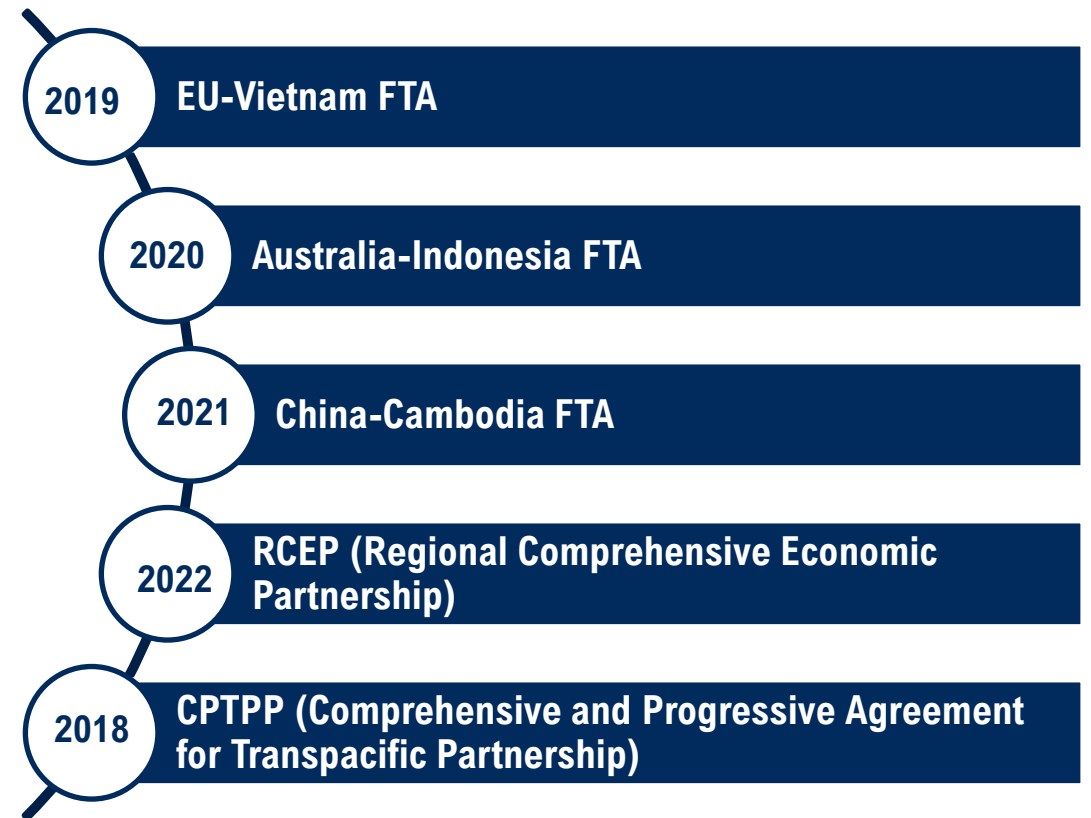 2019
EU-Vietnam FTA
2020
Australia-Indonesia FTA
2021
China-Cambodia FTA
2022
RCEP (Regional Comprehensive Economic
Partnership)
2018
CPTPP (Comprehensive and Progressive Agreement
for Transpacific Partnership)